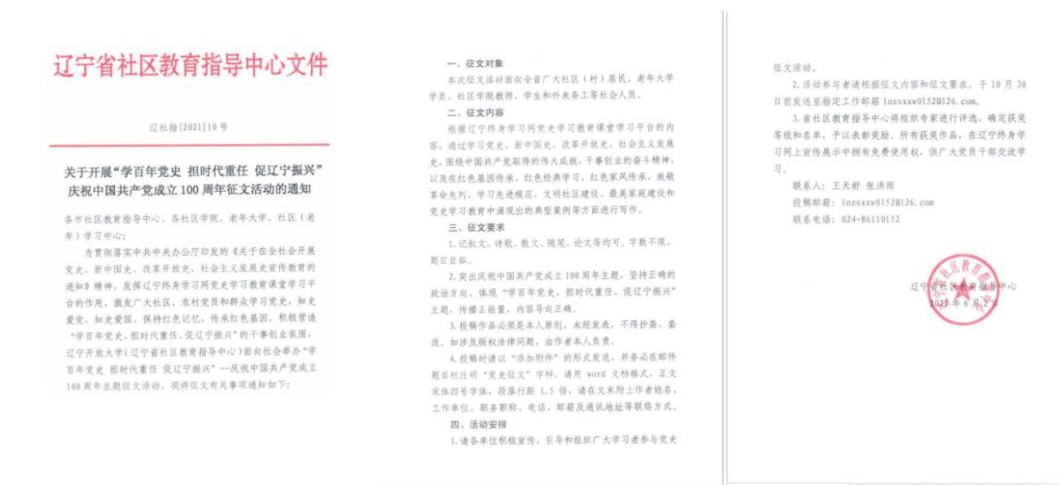 辽宁省社区教育指导中心文件
辽社指[2021]10号
关于开展“学百年党史 担时代重任 促辽宁振兴”
庆祝中国共产党成立100周年征文活动的通知
各市社区教育指导中心、各社区学院、老年大学、社区（老
年）学习中心：
为贯彻落实中共中央办公厅印发的《关于在全社会开展
党史、新中国史、改革开放史、社会主义发展史宣传教育的
通知》精神，发挥辽宁终身学习网党史学习教育课堂学习平
台的作用，激发广大社区、农村党员和群众学习党史，知史
爱党、知史爱国，保持红色记忆，传承红色基因，积极营造
“学百年党史、担时代重任、促辽宁振兴”的干事创业氛围，
辽宁开放大学（辽宁省社区教育指导中心）面向社会举办“学
百年党史 担时代重任 促辽宁振兴”—庆祝中国共产党成立
100周年主题征文活动，现将征文有关事项通知如下：
一、征文对象
本次征文活动面向全省广大社区（村）居民、老年大学
学员、社区学院教师、学生和外来务工等社会人员。
二、征文内容
根据辽宁终身学习网党史学习教育课堂学习平台的内
容，通过学习党史、新中国史、改革开放史、社会主义发展
史，围绕中国共产党取得的伟大成就，干事创业的奋斗精神，
以及在红色基因传承、红色经典学习、红色家风传承、致敬
革命先列、学习先进模范、文明社区建设、最美家庭建设和
党史学习教育中涌现出的典型案例等方面进行写作。
三、征文要求
1.记叙文、诗歌、散文、随笔、论文等均可，字数不限，
题目自拟。
2.突出庆祝中国共产党成立100周年主题，坚持正确的
政治方向，体现“学百年党史、担时代重任、促辽宁振兴”
主题，传播正能量，内容导向正确。
3.投稿作品必须是本人原创，未经发表，不得抄袭、套
改，如涉及版权法律问题，由作者本人负责。
4.投稿时请以“添加附件”的形式发送，并务必在邮件
题目栏注明“党史征文”字样，请用 word 文档格式，正文
宋体四号字体，段落行距 1.5 倍，请在文末附上作者姓名、
工作单位、职务职称、电话、邮箱及通讯地址等联络方式。
四、活动安排
1.请各单位积极宣传，引导和组织广大学习者参与党史
征文活动。
2.活动参与者请根据征文内容和征文要求，于10月30
日前发送至指定工作邮箱 lnzsxxw0152@126.com。
3.省社区教育指导中心将组织专家进行评选，确定获奖
等级和名单，予以表彰奖励。所有获奖作品，在辽宁终身学
习网上宣传展示中拥有免费使用权，供广大党员干部交流学
习。
联系人：王天舒 张洪雨
投稿邮箱：lnzsxxw0152@126.com
联系电话：024-86110152
辽宁省社区教育指导中心
2021年6月2日